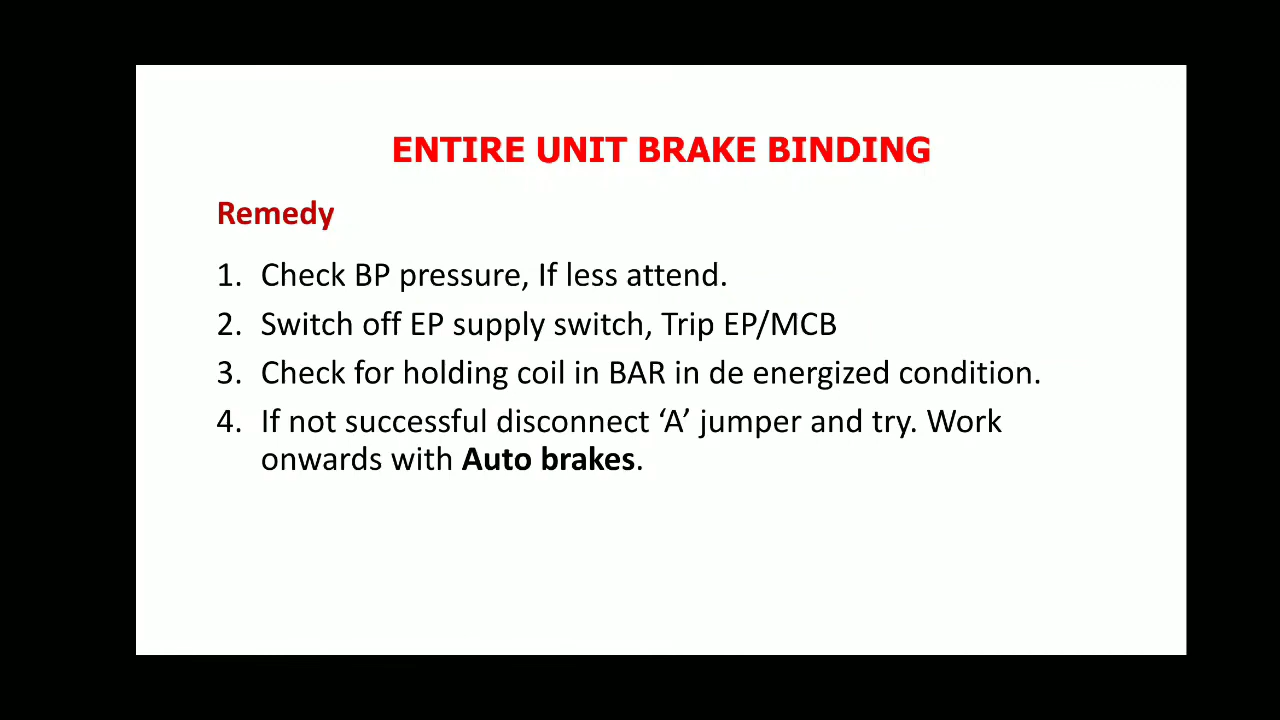 ENTIRE UNIT BRAKE BINDING
Remedy
1. Check BP pressure, If less attend.
2. Switch off EP supply switch, Trip EP/MCB
3. Check for holding coil in BAR in de energized condition.
4. If not successful disconnect ‘A’ jumper and try. Work
onwards with Auto brakes.